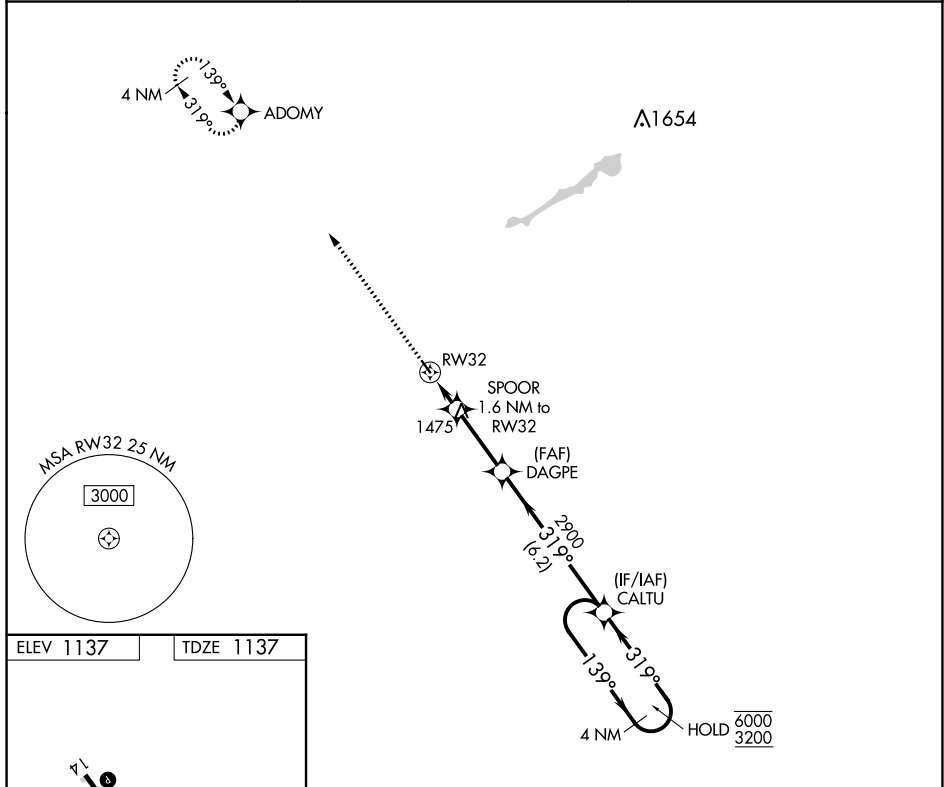 139°
4 NM
319°
ADOMY
1654
RW32
SPOOR
1.6 NM to
RW32
1475
(FAF)
DAGPE
MSA RW32 25 NM
3000
2900
319°
(6.2)
(IF/IAF)
CALTU
139°
319°
4 NM
HOLD
6000
3200
ELEV 1137
TDZE 1137
14
P